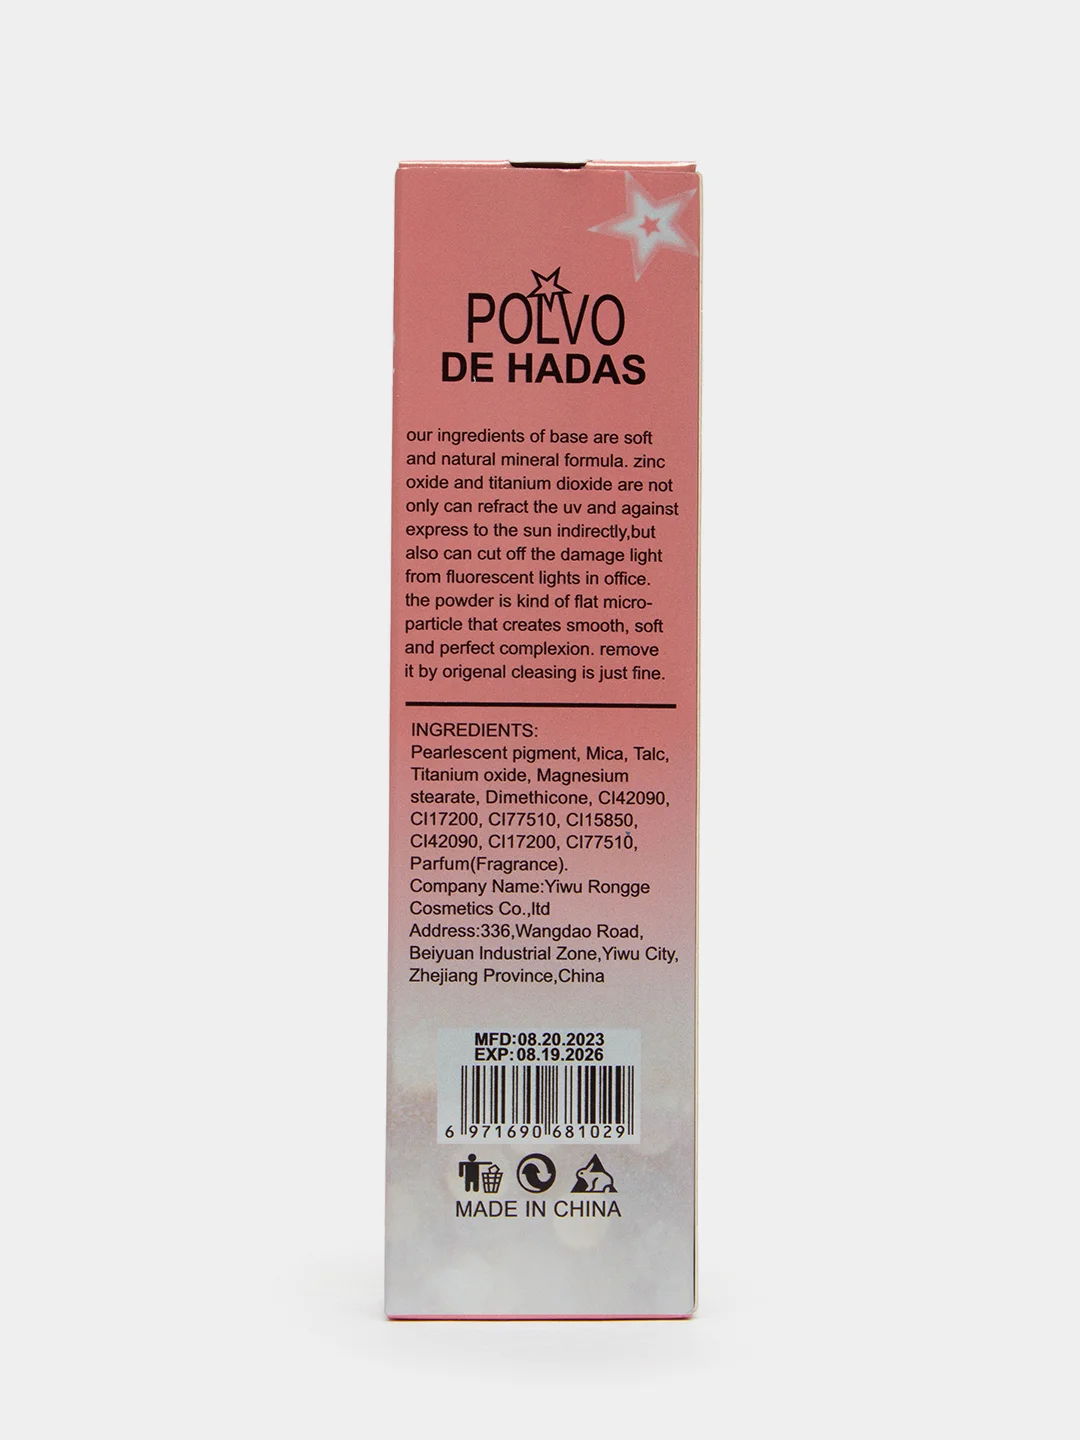 POLVO
DE HADAS
our ingredients of base are soft
and natural mineral formula. zinc
oxide and titanium dioxide are not
only can refract the uv and against
express to the sun indirectly,but
also can cut off the damage light
from fluorescent lights in office.
the powder is kind of flat micro-
particle that creates smooth, soft
and perfect complexion. remove
it by origenal cleasing is just fine.
INGREDIENTS:
Pearlescent pigment, Mica, Talc,
Titanium oxide, Magnesium
stearate, Dimethicone, CI42090,
CI17200, CI77510, CI15850,
CI42090, CI17200, CI77510,
Parfum(Fragrance).
Company Name:Yiwu Rongge
Cosmetics Co.,ltd
Address:336,Wangdao Road,
Beiyuan Industrial Zone,Yiwu City,
Zhejiang Province,China
MFD:08.20.2023
EXP:08.19.2026
6 971690 681029
MADE IN CHINA